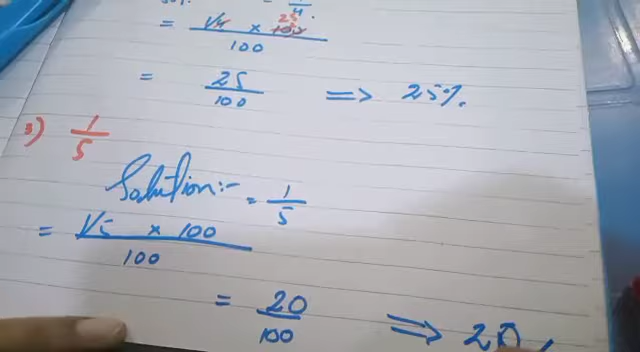 = 1/4 × 100 25
100
= 25/100 => 25%.
3) 1/5
Solution:- = 1/5
= 1/5 × 100
100
= 20/100 => 20%